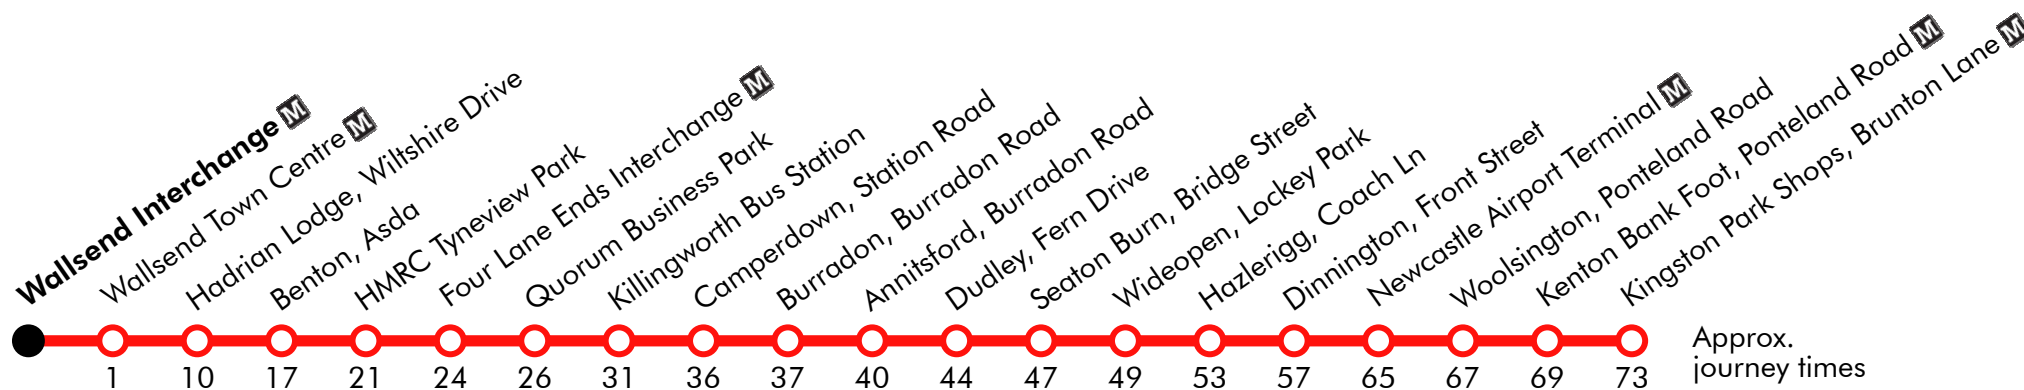 Wallsend Interchange M
Wallsend Town Centre M
Hadrian Lodge, Wiltshire Drive
Benton, Asda
HMRC Tyneview Park
Four Lane Ends Interchange M
Quorum Business Park
Killingworth Bus Station
Camperdown, Station Road
Burradon, Burradon Road
Annitsford, Burradon Road
Dudley, Fern Drive
Seaton Burn, Bridge Street
Wideopen, Lockey Park
Hazlerigg, Coach Ln
Dinnington, Front Street
Newcastle Airport Terminal M
Woolsington, Ponteland Road
Kenton Bank Foot, Ponteland Road M
Kingston Park Shops, Brunton Lane M
1 10 17 21 24 26 31 36 37 40 44 47 49 53 57 65 67 69 73
Approx.
journey times